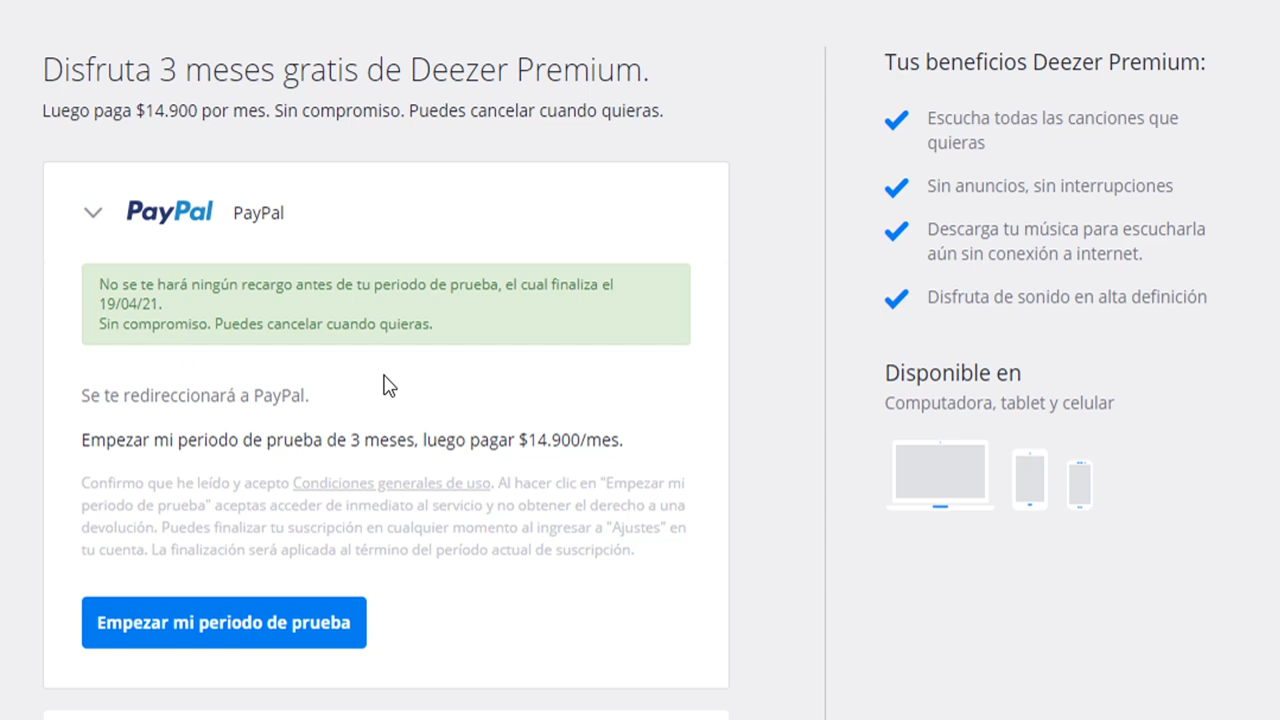 Disfruta 3 meses gratis de Deezer Premium.
Luego paga $14.900 por mes. Sin compromiso. Puedes cancelar cuando quieras.
PayPal PayPal
No se te hará ningún recargo antes de tu periodo de prueba, el cual finaliza el
19/04/21.
Sin compromiso. Puedes cancelar cuando quieras.
Se te redireccionará a PayPal.
Empezar mi periodo de prueba de 3 meses, luego pagar $14.900/mes.
Confirmo que he leído y acepto Condiciones generales de uso. Al hacer clic en "Empezar mi
periodo de prueba" aceptas acceder de inmediato al servicio y no obtener el derecho a una
devolución. Puedes finalizar tu suscripción en cualquier momento al ingresar a "Ajustes" en
tu cuenta. La finalización será aplicada al término del período actual de suscripción.
Empezar mi periodo de prueba
Tus beneficios Deezer Premium:
Escucha todas las canciones que
quieras
Sin anuncios, sin interrupciones
Descarga tu música para escucharla
aún sin conexión a internet.
Disfruta de sonido en alta definición
Disponible en
Computadora, tablet y celular